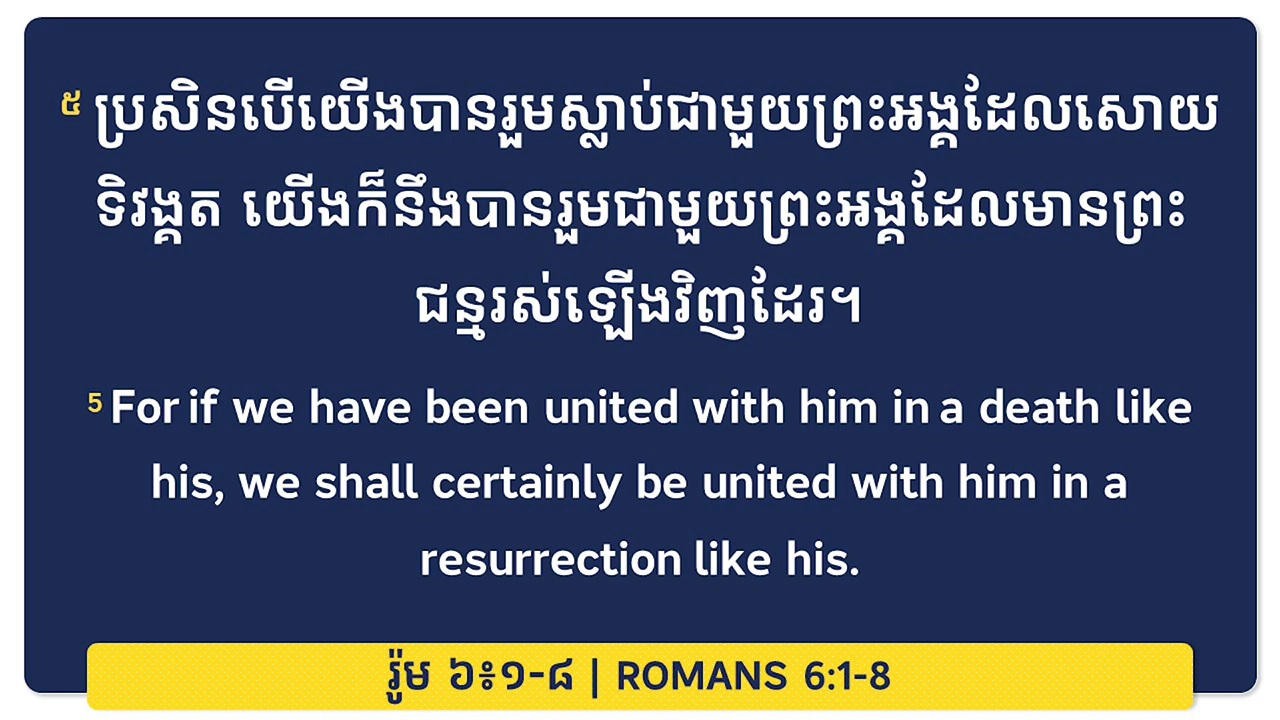 ៥ ប្រសិនបើយើងបានរួមស្លាប់ជាមួយព្រះអង្គដែលសោយ
ទិវង្គត យើងក៏នឹងបានរួមជាមួយព្រះអង្គដែលមានព្រះ
ជន្មរស់ឡើងវិញដែរ។
5 For if we have been united with him in a death like
his, we shall certainly be united with him in a
resurrection like his.
រ៉ូម ៦៖១-៨ | ROMANS 6:1-8